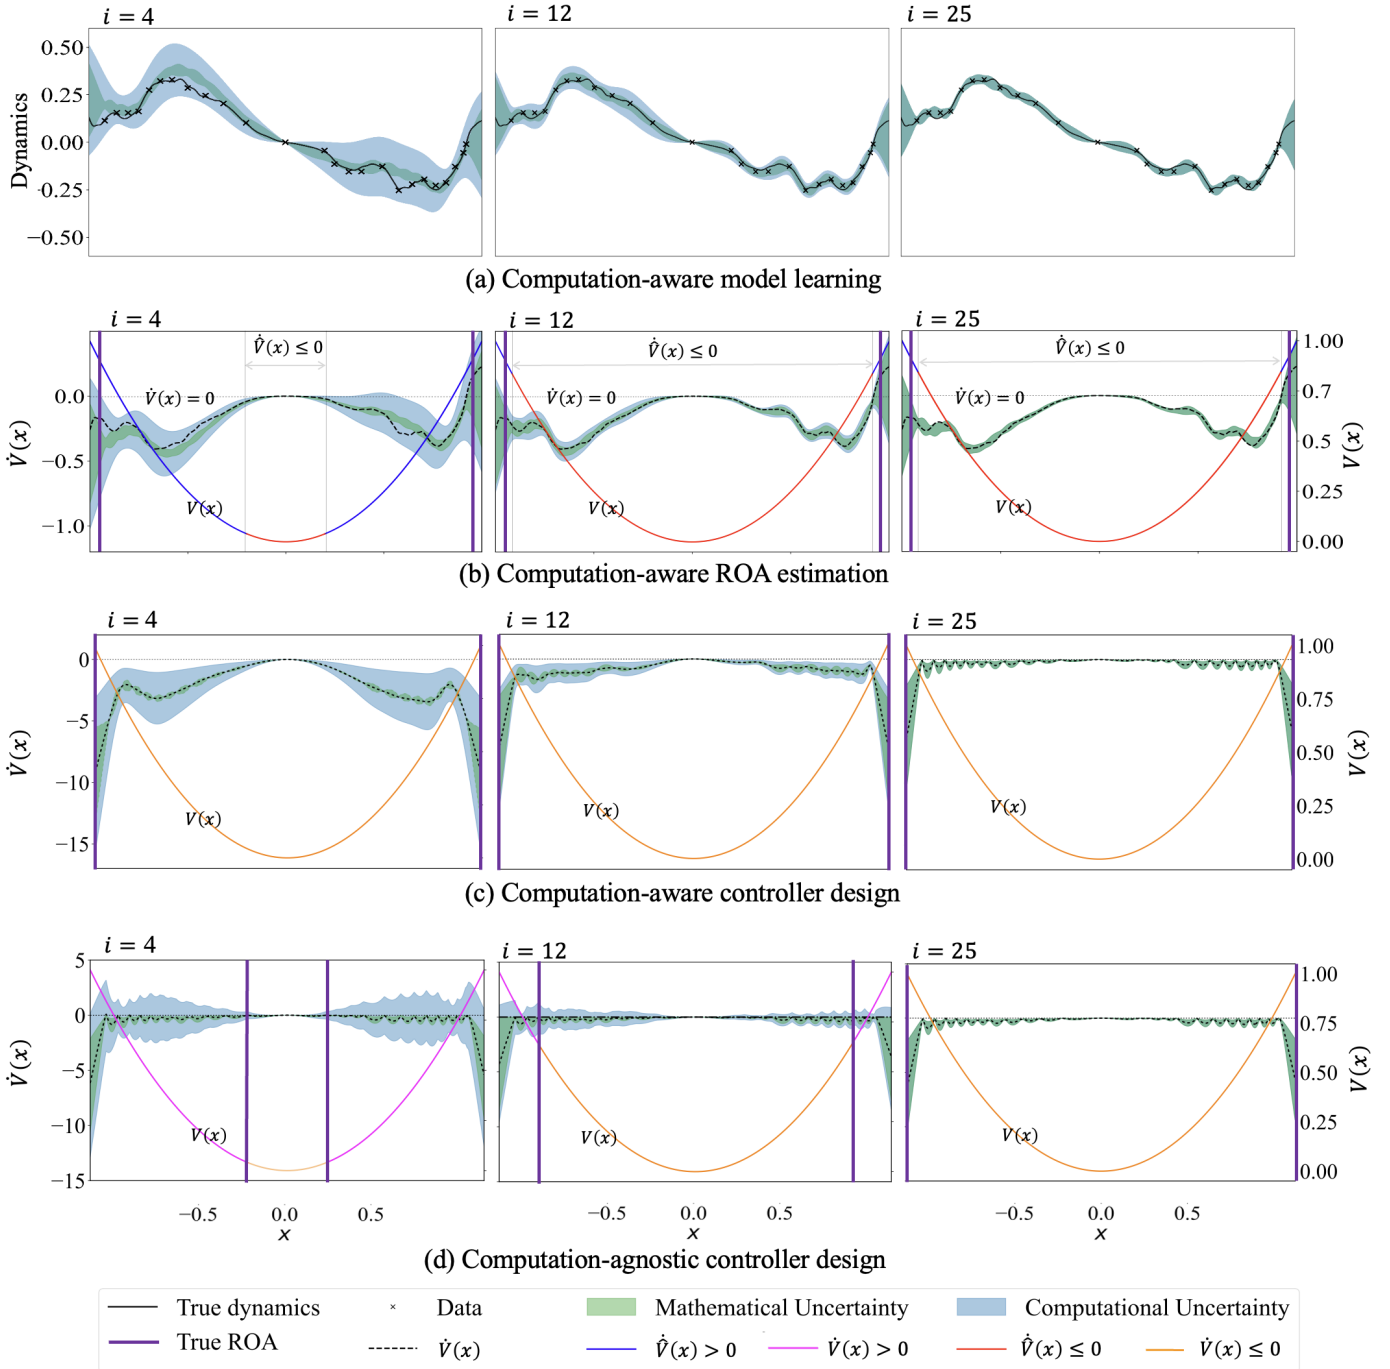 i = 4
i = 12
i = 25
0.50
0.25
0.00
-0.25
−0.50
Dynamics
(a) Computation-aware model learning
i = 4
i = 12
i = 25
V̂̇(x) ≤ 0
V̂̇(x) ≤ 0
V̂̇(x) ≤ 0
V̇(x) = 0
V̇(x) = 0
V̇(x) = 0
0.0
−0.5
−1.0
V̇(x)
V(x)
V(x)
V(x)
1.00
0.7
0.5
0.25
0.00
V(x)
(b) Computation-aware ROA estimation
i = 4
i = 12
i = 25
0
−5
−10
−15
V̇(x)
V(x)
V(x)
V(x)
1.00
0.75
0.50
0.25
0.00
V(x)
(c) Computation-aware controller design
i = 4
i = 12
i = 25
5
0
−5
−10
−15
V̇(x)
V(x)
V(x)
V(x)
1.00
0.75
0.50
0.25
0.00
V(x)
−0.5 0.0 0.5
x
−0.5 0.0 0.5
x
−0.5 0.0 0.5
x
(d) Computation-agnostic controller design
True dynamics × Data Mathematical Uncertainty Computational Uncertainty
True ROA V̇(x) V̂̇(x) > 0 V̇(x) > 0 V̂̇(x) ≤ 0 V̇(x) ≤ 0